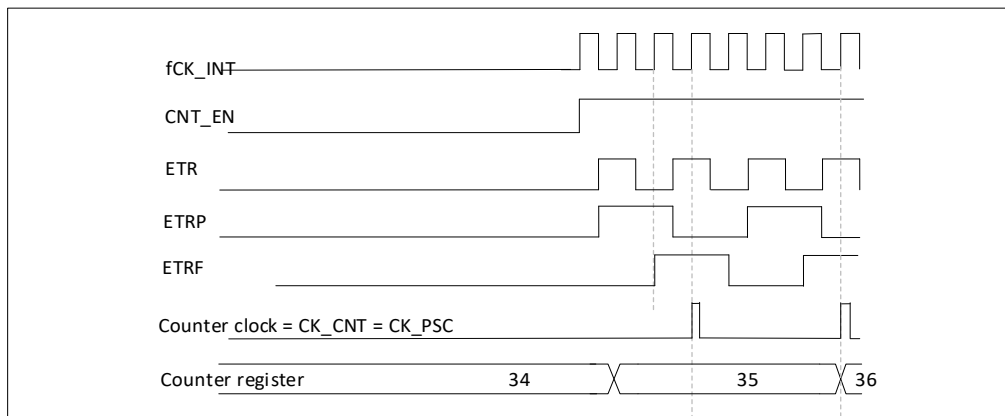 fCK_INT
CNT_EN
ETR
ETRP
ETRF
Counter clock = CK_CNT = CK_PSC
Counter register 34 35 36